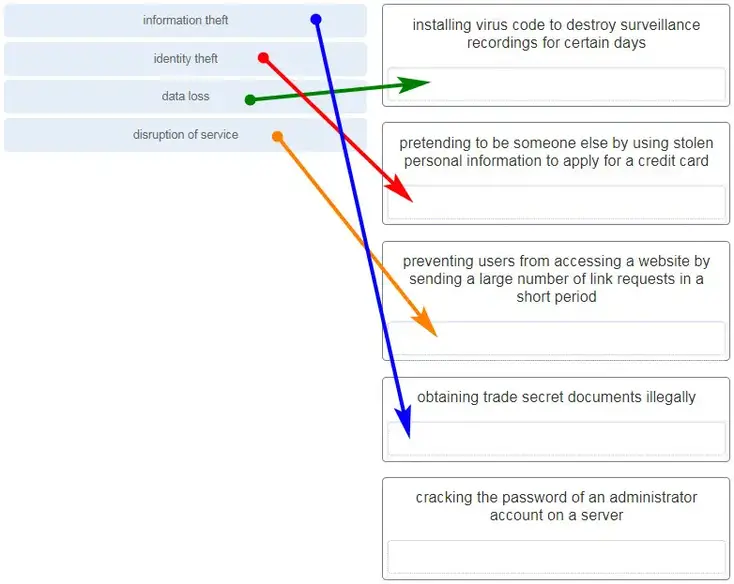 information theft
identity theft
data loss
disruption of service
installing virus code to destroy surveillance
recordings for certain days
pretending to be someone else by using stolen
personal information to apply for a credit card
preventing users from accessing a website by
sending a large number of link requests in a
short period
obtaining trade secret documents illegally
cracking the password of an administrator
account on a server